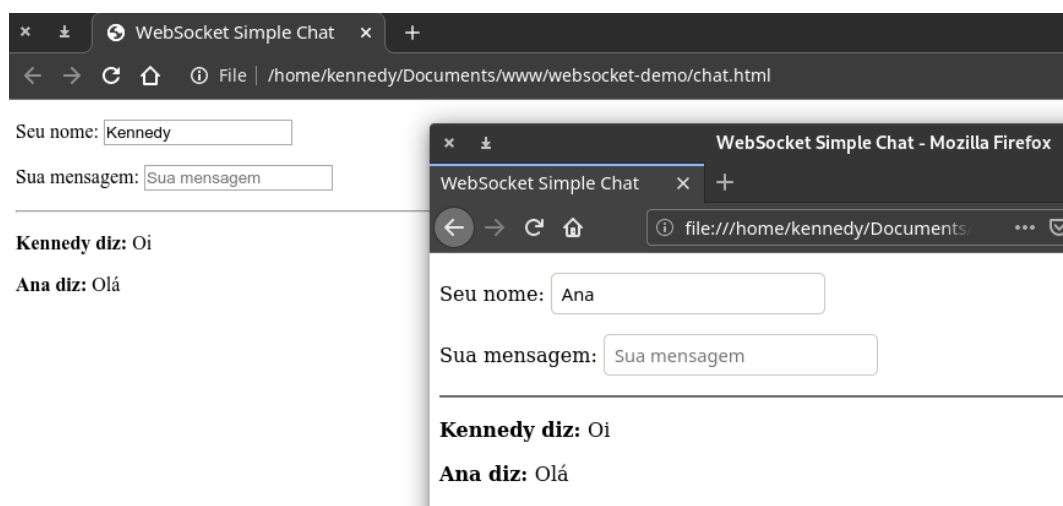 WebSocket Simple Chat
File | /home/kennedy/Documents/www/websocket-demo/chat.html
Seu nome: Kennedy
Sua mensagem: Sua mensagem
Kennedy diz: Oi
Ana diz: Olá
WebSocket Simple Chat - Mozilla Firefox
WebSocket Simple Chat
file:///home/kennedy/Documents/
Seu nome: Ana
Sua mensagem: Sua mensagem
Kennedy diz: Oi
Ana diz: Olá